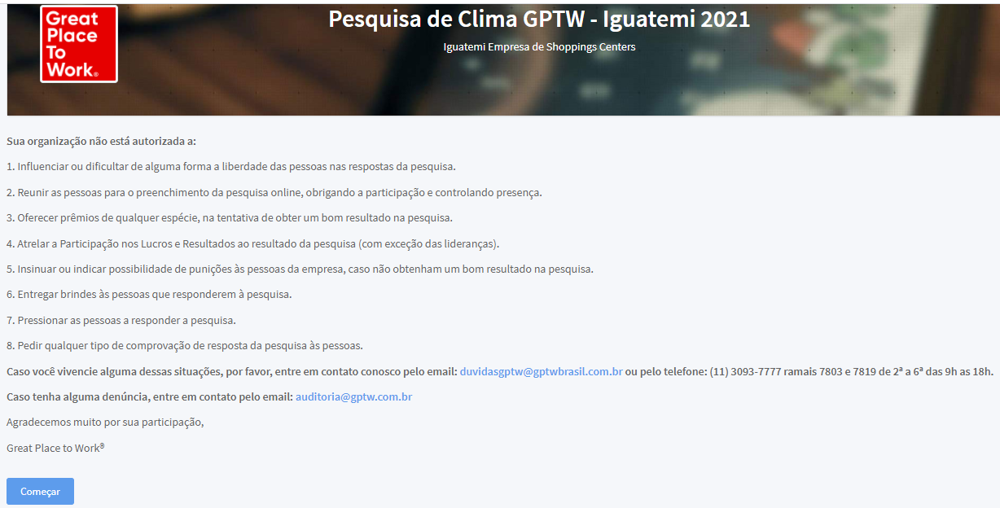 Great
Place
To
Work®
Pesquisa de Clima GPTW - Iguatemi 2021
Iguatemi Empresa de Shoppings Centers
Sua organização não está autorizada a:
1. Influenciar ou dificultar de alguma forma a liberdade das pessoas nas respostas da pesquisa.
2. Reunir as pessoas para o preenchimento da pesquisa online, obrigando a participação e controlando presença.
3. Oferecer prêmios de qualquer espécie, na tentativa de obter um bom resultado na pesquisa.
4. Atrelar a Participação nos Lucros e Resultados ao resultado da pesquisa (com exceção das lideranças).
5. Insinuar ou indicar possibilidade de punições às pessoas da empresa, caso não obtenham um bom resultado na pesquisa.
6. Entregar brindes às pessoas que responderem à pesquisa.
7. Pressionar as pessoas a responder a pesquisa.
8. Pedir qualquer tipo de comprovação de resposta da pesquisa às pessoas.
Caso você vivencie alguma dessas situações, por favor, entre em contato conosco pelo email: duvidasgptw@gptwbrasil.com.br ou pelo telefone: (11) 3093-7777 ramais 7803 e 7819 de 2ª a 6ª das 9h as 18h.
Caso tenha alguma denúncia, entre em contato pelo email: auditoria@gptw.com.br
Agradecemos muito por sua participação,
Great Place to Work®
Começar